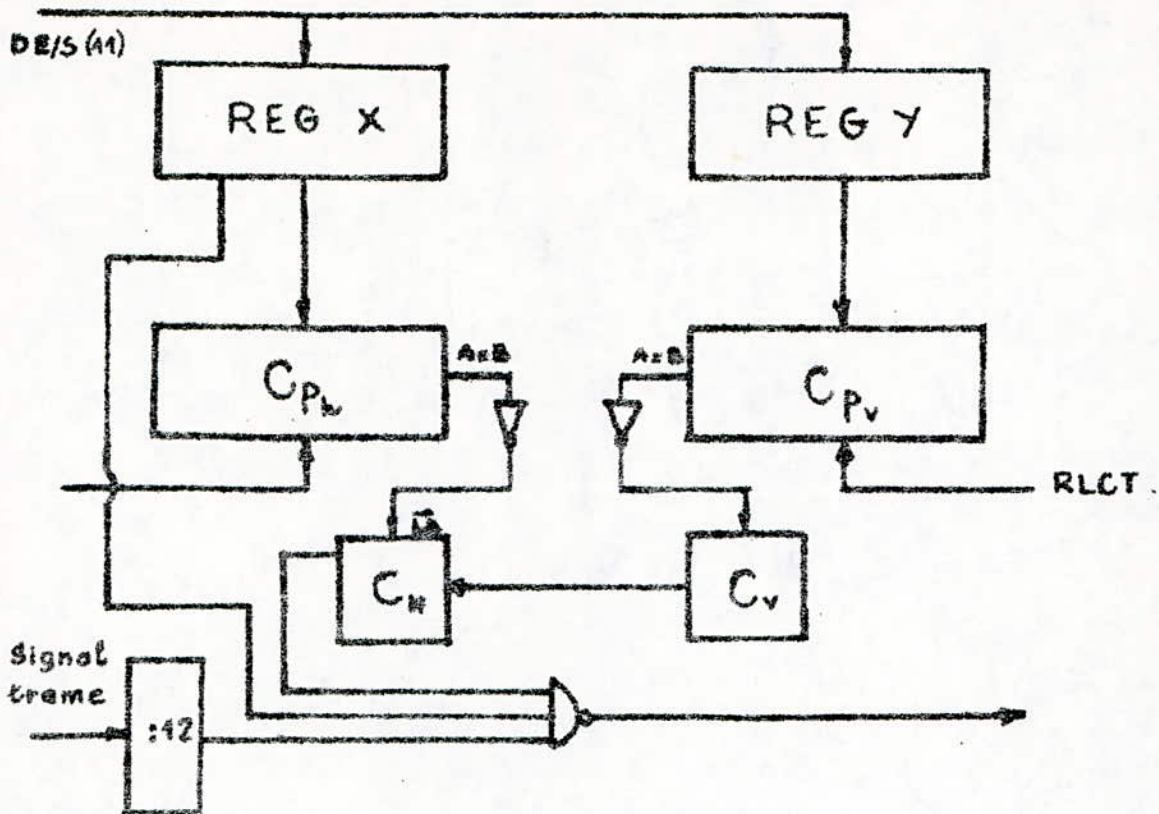 DE/S (11)
REG X
REG Y
A=B
A=B
CPh
CPv
RLCT.
CH
Cv
Signal
trame
:12